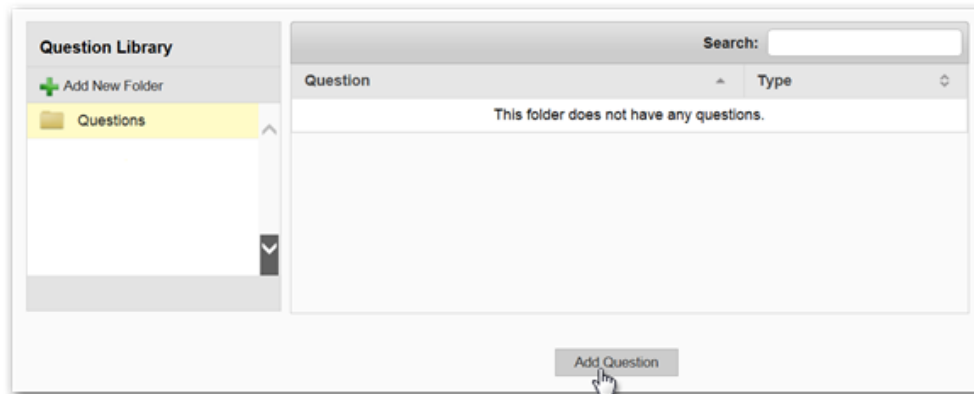 Question Library
Add New Folder
Questions
Search:
Question
Type
This folder does not have any questions.
Add Question